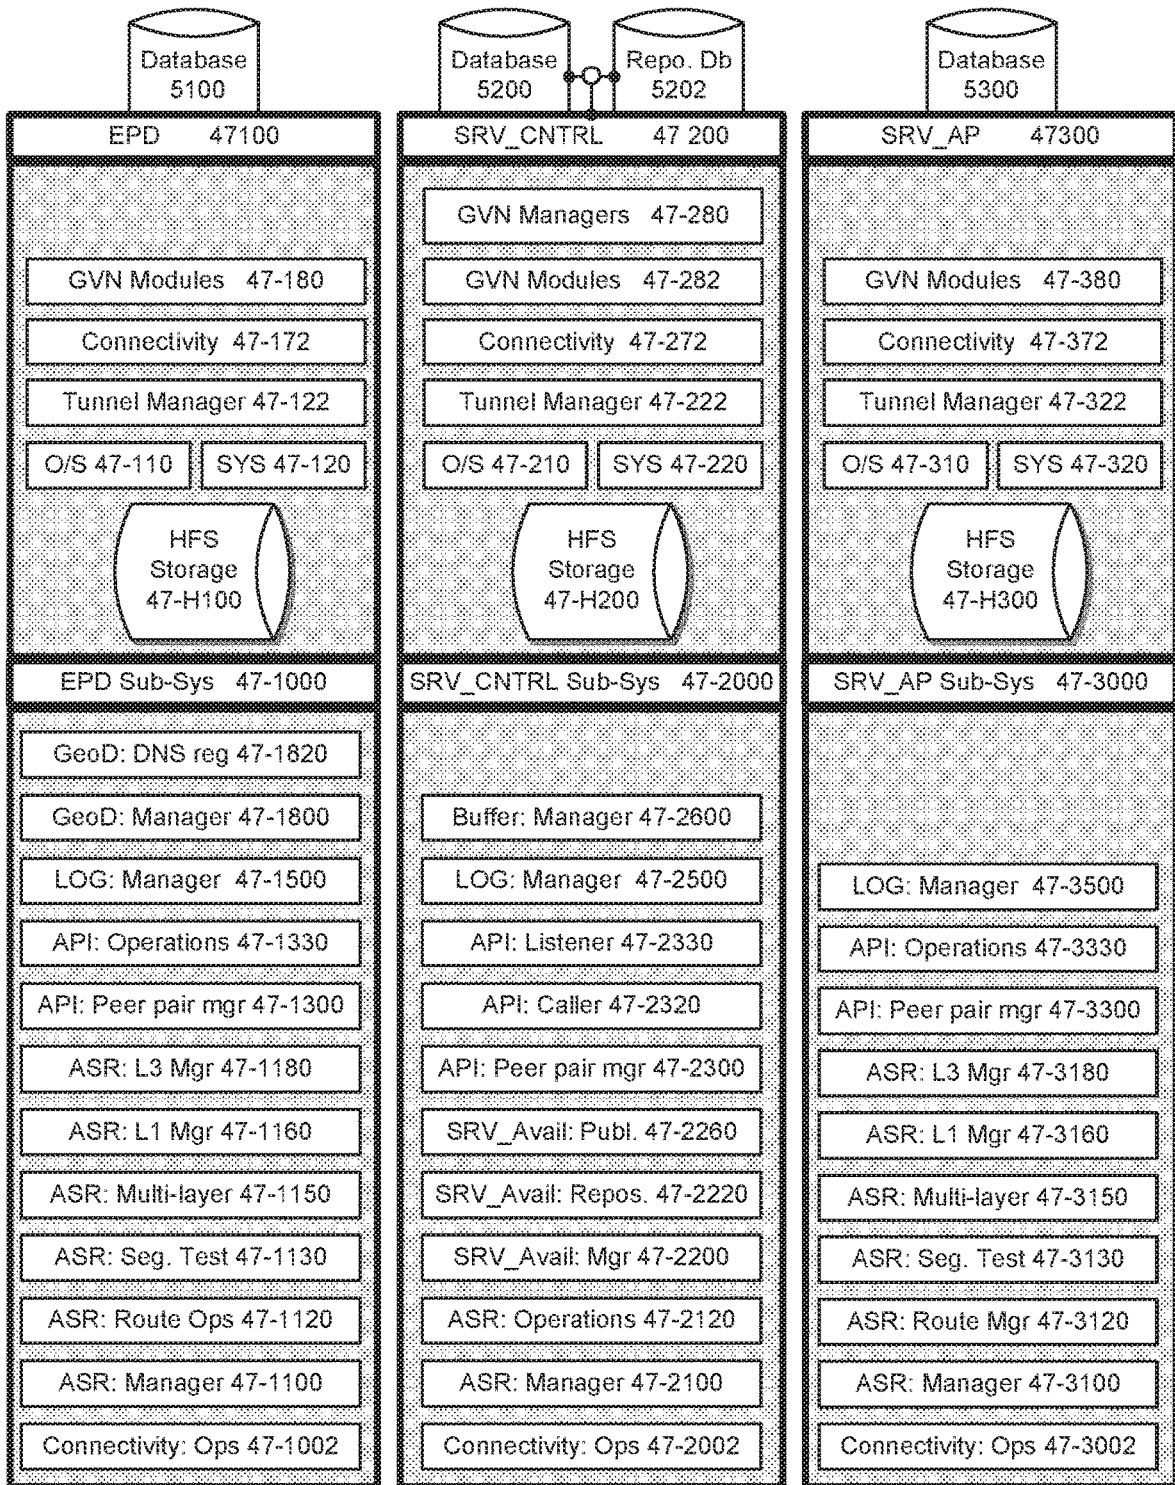 Database
5100
EPD 47100
GVN Modules 47-180
Connectivity 47-172
Tunnel Manager 47-122
O/S 47-110
SYS 47-120
HFS
Storage
47-H100
EPD Sub-Sys 47-1000
GeoD: DNS reg 47-1820
GeoD: Manager 47-1800
LOG: Manager 47-1500
API: Operations 47-1330
API: Peer pair mgr 47-1300
ASR: L3 Mgr 47-1180
ASR: L1 Mgr 47-1160
ASR: Multi-layer 47-1150
ASR: Seg. Test 47-1130
ASR: Route Ops 47-1120
ASR: Manager 47-1100
Connectivity: Ops 47-1002
Database
5200
Repo. Db
5202
SRV_CNTRL 47 200
GVN Managers 47-280
GVN Modules 47-282
Connectivity 47-272
Tunnel Manager 47-222
O/S 47-210
SYS 47-220
HFS
Storage
47-H200
SRV_CNTRL Sub-Sys 47-2000
Buffer: Manager 47-2600
LOG: Manager 47-2500
API: Listener 47-2330
API: Caller 47-2320
API: Peer pair mgr 47-2300
SRV_Avail: Publ. 47-2260
SRV_Avail: Repos. 47-2220
SRV_Avail: Mgr 47-2200
ASR: Operations 47-2120
ASR: Manager 47-2100
Connectivity: Ops 47-2002
Database
5300
SRV_AP 47300
GVN Modules 47-380
Connectivity 47-372
Tunnel Manager 47-322
O/S 47-310
SYS 47-320
HFS
Storage
47-H300
SRV_AP Sub-Sys 47-3000
LOG: Manager 47-3500
API: Operations 47-3330
API: Peer pair mgr 47-3300
ASR: L3 Mgr 47-3180
ASR: L1 Mgr 47-3160
ASR: Multi-layer 47-3150
ASR: Seg. Test 47-3130
ASR: Route Mgr 47-3120
ASR: Manager 47-3100
Connectivity: Ops 47-3002